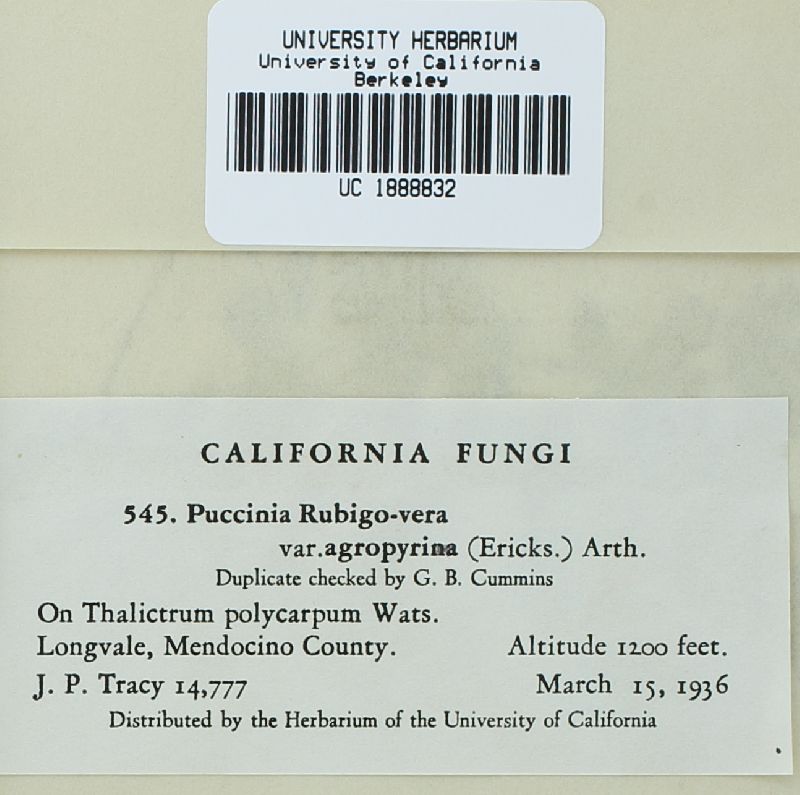 UNIVERSITY HERBARIUM
University of California
Berkeley
UC 1888832
CALIFORNIA FUNGI
545. Puccinia Rubigo-vera
var.agropyrina (Ericks.) Arth.
Duplicate checked by G. B. Cummins
On Thalictrum polycarpum Wats.
Longvale, Mendocino County. Altitude 1200 feet.
J. P. Tracy 14,777 March 15, 1936
Distributed by the Herbarium of the University of California